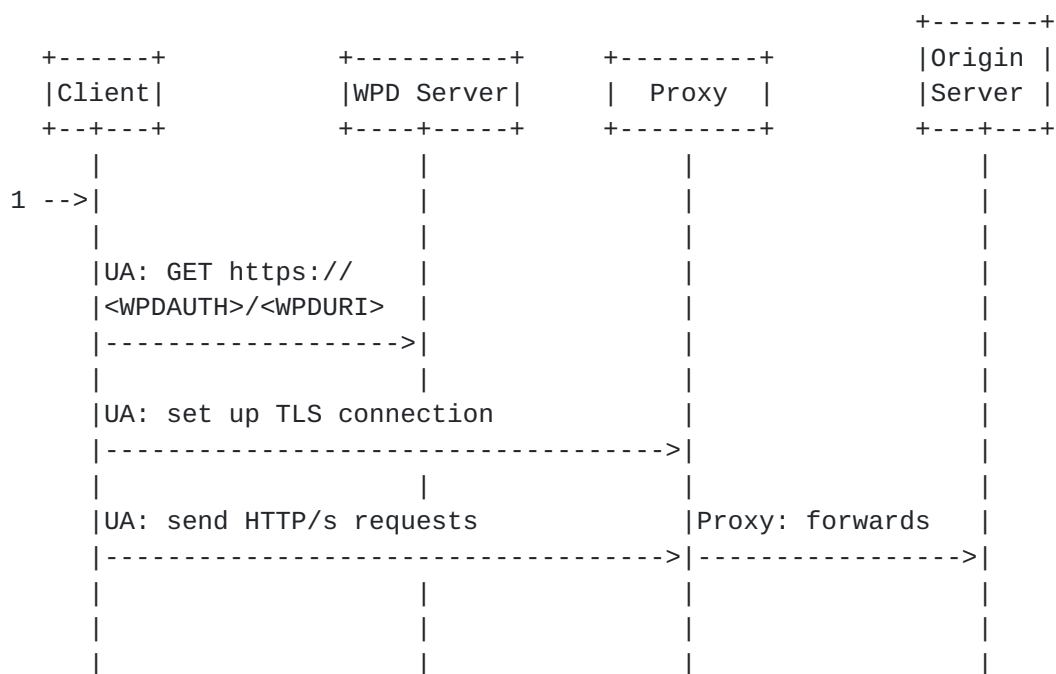 Origin
Client WPD Server Proxy Server
1 -->
UA: GET https://
<WPDAUTH>/<WPDURI>
UA: set up TLS connection
UA: send HTTP/s requests Proxy: forwards